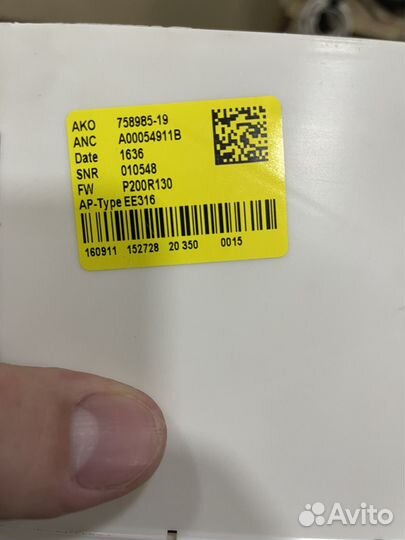 AKO 758985-19
ANC A00054911B
Date 1636
SNR 010548
FW P200R130
AP-Type EE316
160911 152728 20 350 0015
Avito